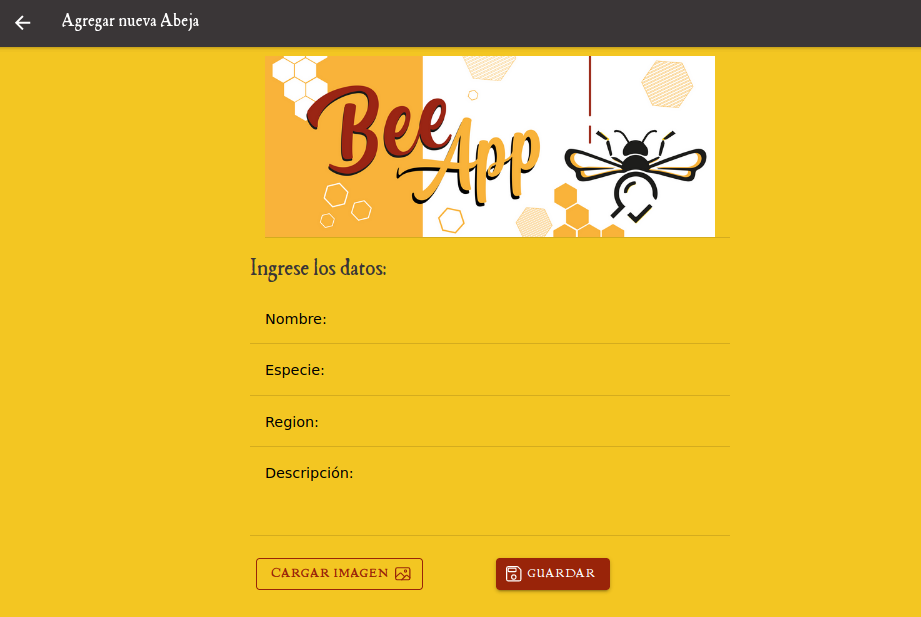 Agregar nueva Abeja
Bee
App
Ingrese los datos:
Nombre:
Especie:
Region:
Descripción:
CARGAR IMAGEN
GUARDAR